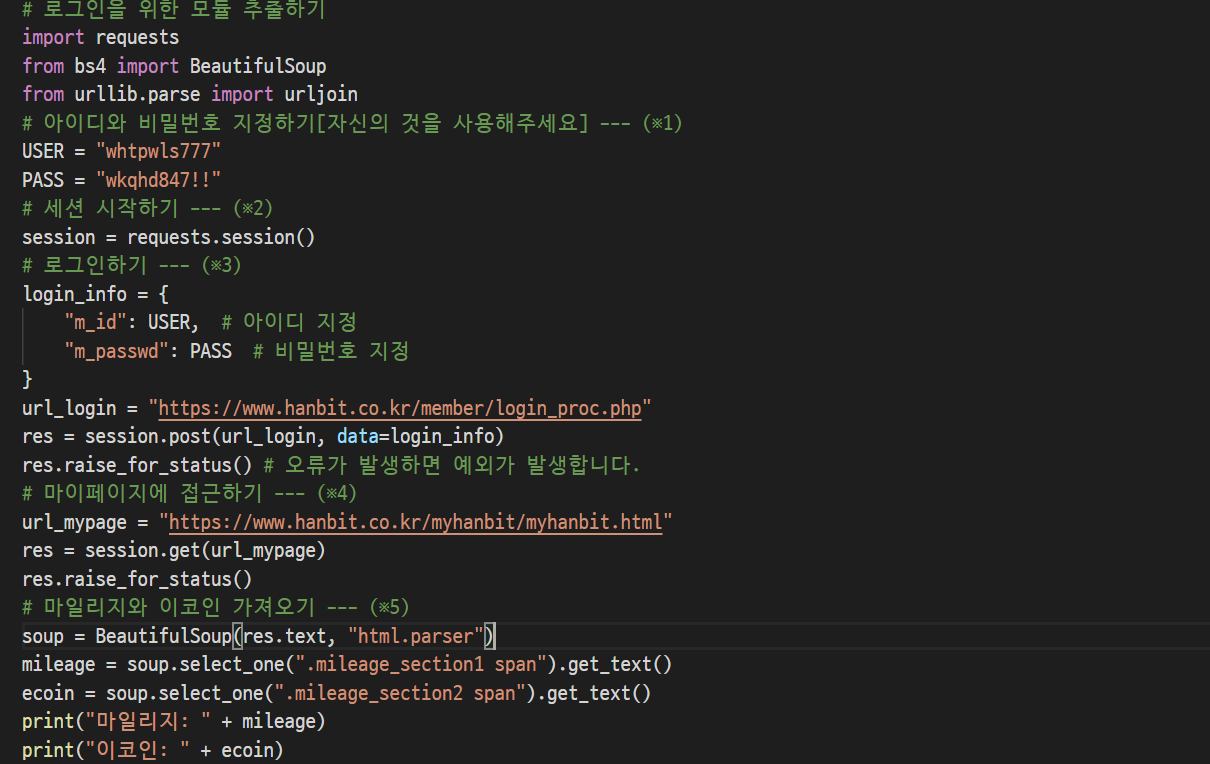 # 로그인을 위한 모듈 추출하기
import requests
from bs4 import BeautifulSoup
from urllib.parse import urljoin
# 아이디와 비밀번호 지정하기[자신의 것을 사용해주세요] --- (※1)
USER = "whtpwls777"
PASS = "wkqhd847!!"
# 세션 시작하기 --- (※2)
session = requests.session()
# 로그인하기 --- (※3)
login_info = {
    "m_id": USER,  # 아이디 지정
    "m_passwd": PASS  # 비밀번호 지정
}
url_login = "https://www.hanbit.co.kr/member/login_proc.php"
res = session.post(url_login, data=login_info)
res.raise_for_status() # 오류가 발생하면 예외가 발생합니다.
# 마이페이지에 접근하기 --- (※4)
url_mypage = "https://www.hanbit.co.kr/myhanbit/myhanbit.html"
res = session.get(url_mypage)
res.raise_for_status()
# 마일리지와 이코인 가져오기 --- (※5)
soup = BeautifulSoup(res.text, "html.parser")
mileage = soup.select_one(".mileage_section1 span").get_text()
ecoin = soup.select_one(".mileage_section2 span").get_text()
print("마일리지: " + mileage)
print("이코인: " + ecoin)